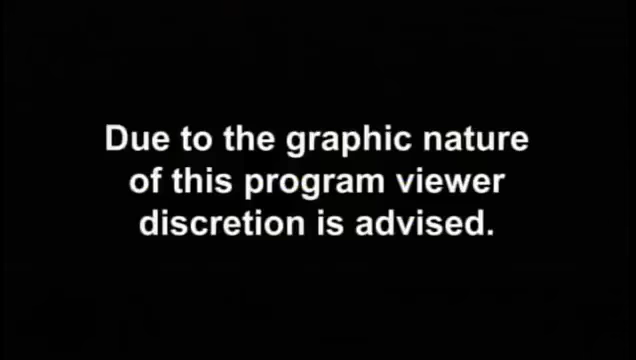 Due to the graphic nature
of this program viewer
discretion is advised.